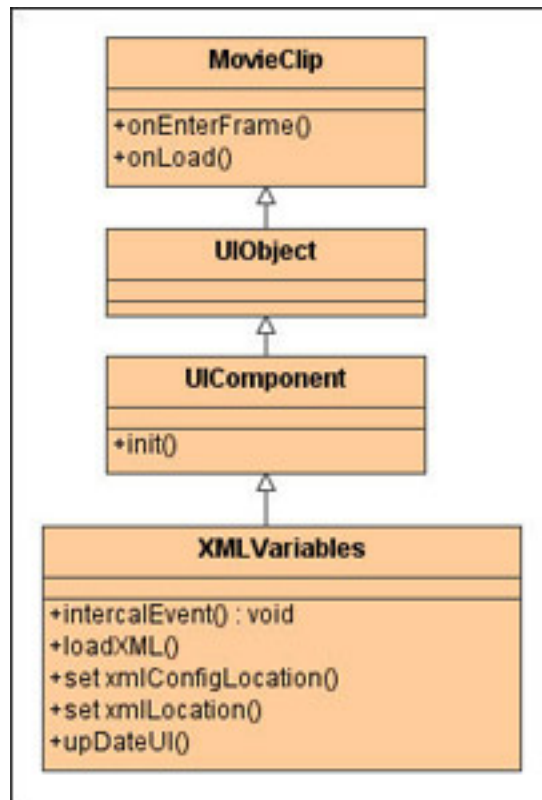 MovieClip
+onEnterFrame()
+onLoad()
UIObject
UIComponent
+init()
XMLVariables
+intercalEvent() : void
+loadXML()
+set xmlConfigLocation()
+set xmlLocation()
+upDateUI()